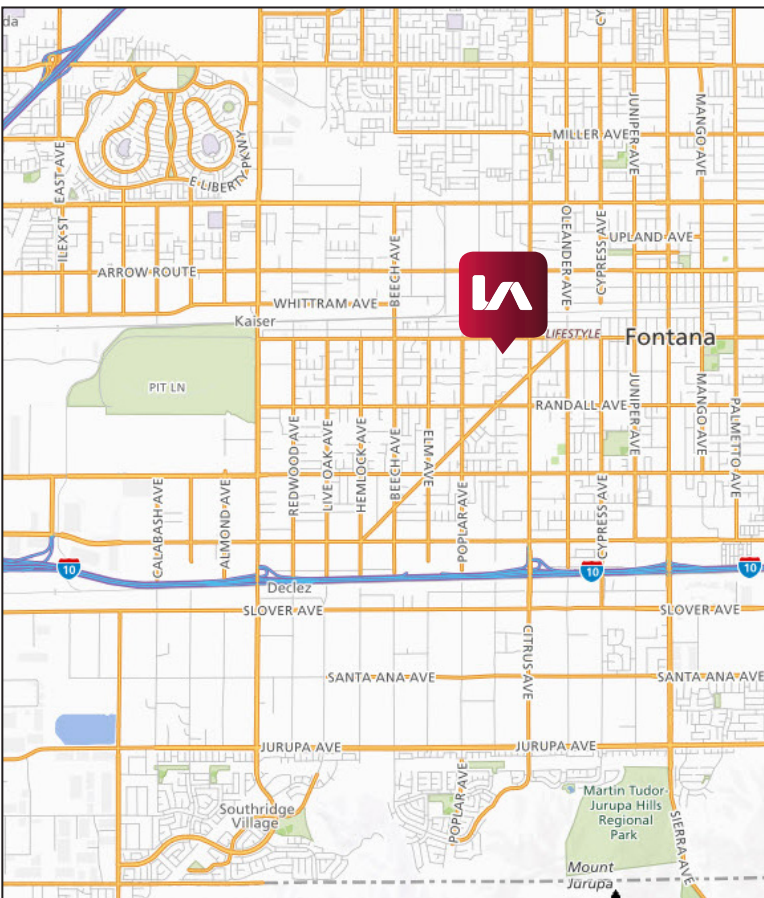 da
CY
MILLER AVE
JUNIPER AVE
MANGO AVE
ILEX ST
EAST AVE
E LIBERTY PKWY
OLEANDER AVE
CYPRESS AVE
UPLAND AVE
BEECH AVE
ARROW ROUTE
WHITTRAM AVE
Kaiser
LA
LIFESTYLE
Fontana
PIT LN
RANDALL AVE
JUNIPER AVE
MANGO AVE
PALMETTO AVE
REDWOOD AVE
LIVE OAK AVE
HEMLOCK AVE
BEECH AVE
ELM AVE
POPLAR AVE
CYPRESS AVE
CALABASH AVE
ALMOND AVE
10
10
10
Declez
SLOVER AVE
SLOVER AVE
CITRUS AVE
SANTA ANA AVE
SANTA ANA AVE
JURUPA AVE
JURUPA AVE
POPLAR AVE
Southridge
Village
Martin Tudor-
Jurupa Hills
Regional
Park
SIERRA AVE
Mount
Jurupa